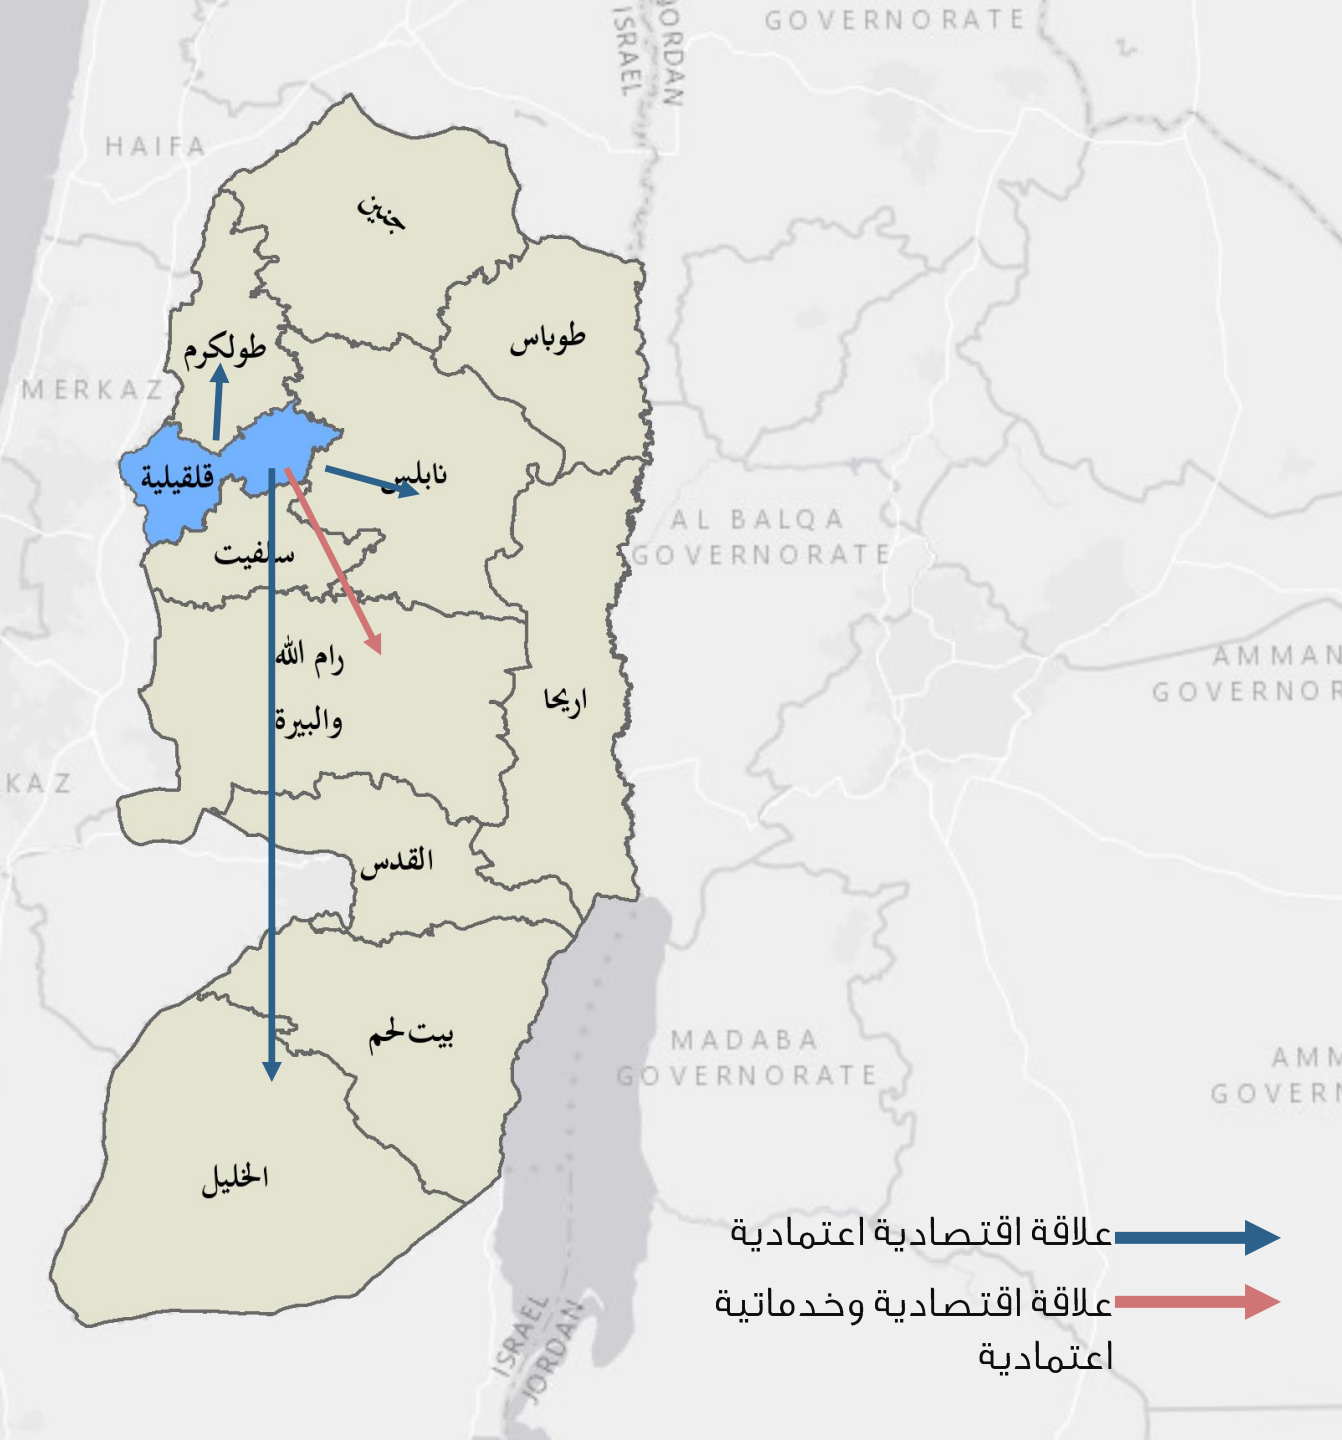 GOVERNORATE
ISRAEL
JORDAN
HAIFA
جنين
طوباس
طولكرم
MERKAZ
قلقيلية
نابلس
سلفيت
AL BALQA
GOVERNORATE
رام الله
والبيرة
اريحا
AMMAN
GOVERNOR
KAZ
القدس
بيت لحم
MADABA
GOVERNORATE
AMM
GOVERN
الخليل
علاقة اقتصادية اعتمادية
علاقة اقتصادية وخدماتية
اعتمادية
ISRAEL
JORDAN